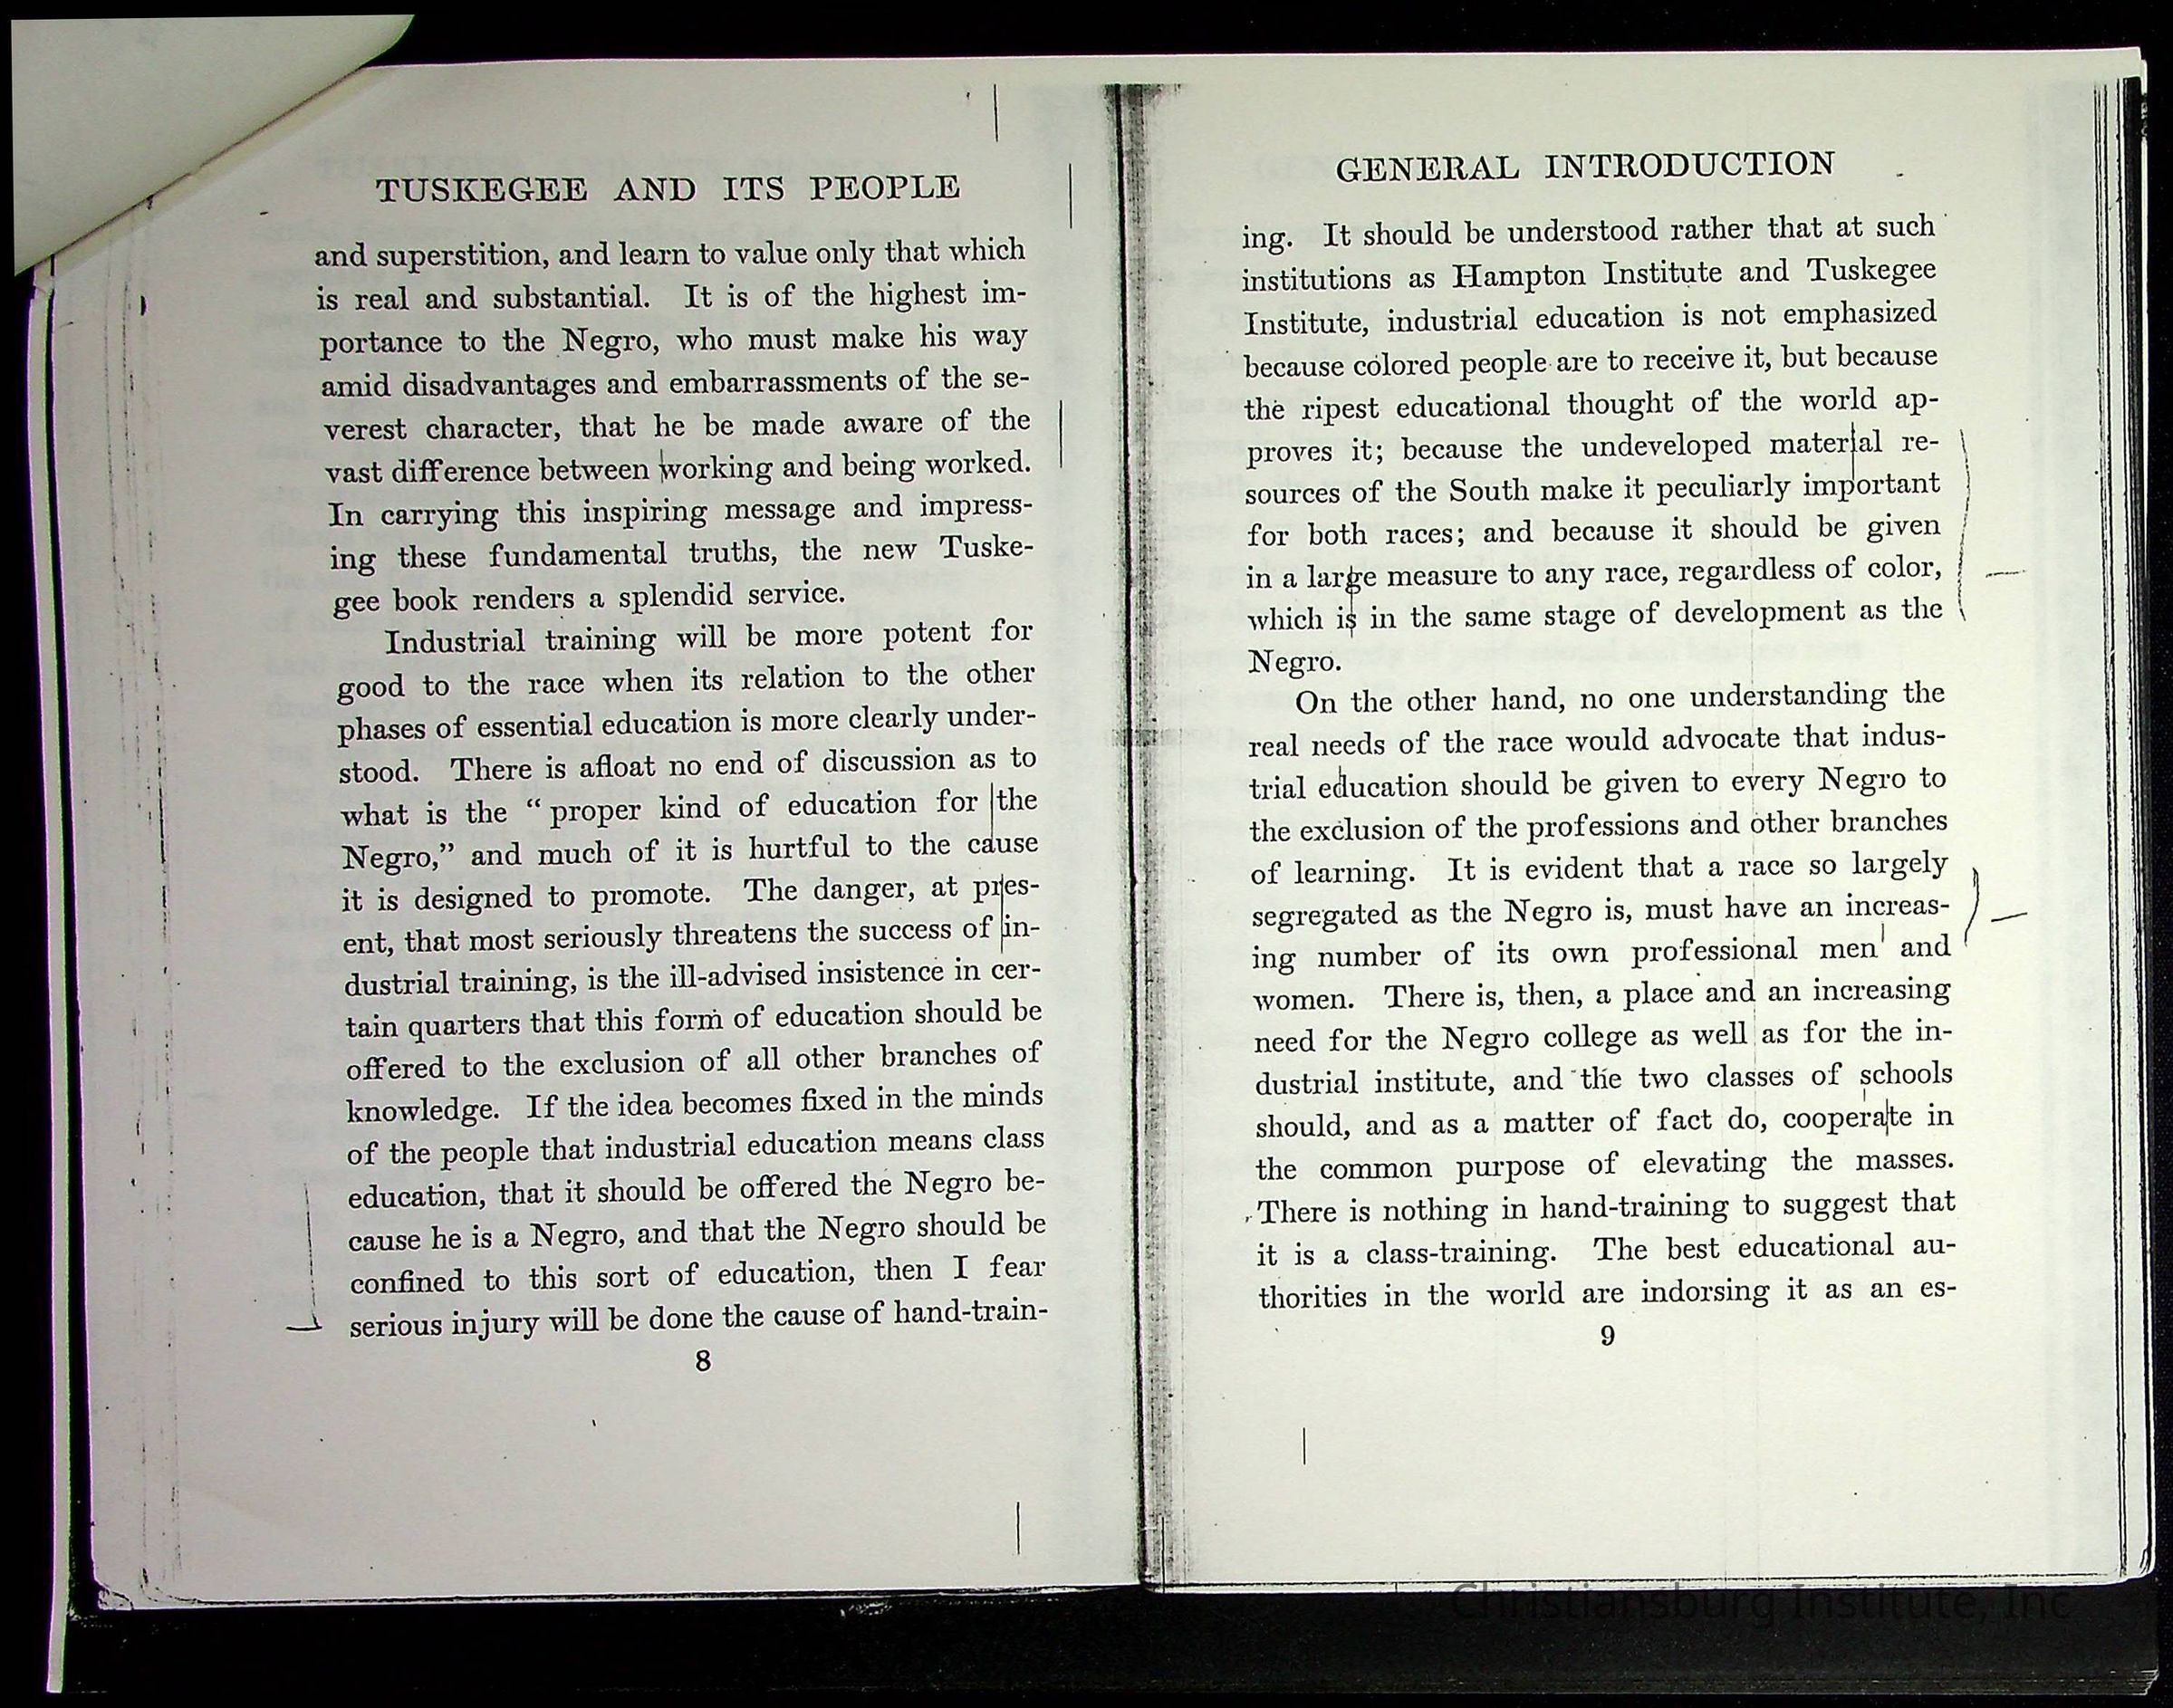 TUSKEGEE AND ITS PEOPLE
and superstition, and learn to value only that which
is real and substantial. It is of the highest im-
portance to the Negro, who must make his way
amid disadvantages and embarrassments of the se-
verest character, that he be made aware of the
vast difference between working and being worked.
In carrying this inspiring message and impress-
ing these fundamental truths, the new Tuske-
gee book renders a splendid service.
Industrial training will be more potent for
good to the race when its relation to the other
phases of essential education is more clearly under-
stood. There is afloat no end of discussion as to
what is the “ proper kind of education for the
Negro,” and much of it is hurtful to the cause
it is designed to promote. The danger, at pres-
ent, that most seriously threatens the success of in-
dustrial training, is the ill-advised insistence in cer-
tain quarters that this form of education should be
offered to the exclusion of all other branches of
knowledge. If the idea becomes fixed in the minds
of the people that industrial education means class
education, that it should be offered the Negro be-
cause he is a Negro, and that the Negro should be
confined to this sort of education, then I fear
serious injury will be done the cause of hand-train-
8
GENERAL INTRODUCTION
ing. It should be understood rather that at such
institutions as Hampton Institute and Tuskegee
Institute, industrial education is not emphasized
because colored people are to receive it, but because
the ripest educational thought of the world ap-
proves it; because the undeveloped material re-
sources of the South make it peculiarly important
for both races; and because it should be given
in a large measure to any race, regardless of color,
which is in the same stage of development as the
Negro.
On the other hand, no one understanding the
real needs of the race would advocate that indus-
trial education should be given to every Negro to
the exclusion of the professions and other branches
of learning. It is evident that a race so largely
segregated as the Negro is, must have an increas-
ing number of its own professional men and
women. There is, then, a place and an increasing
need for the Negro college as well as for the in-
dustrial institute, and the two classes of schools
should, and as a matter of fact do, cooperate in
the common purpose of elevating the masses.
There is nothing in hand-training to suggest that
it is a class-training. The best educational au-
thorities in the world are indorsing it as an es-
9
Christiansburg Institute, Inc